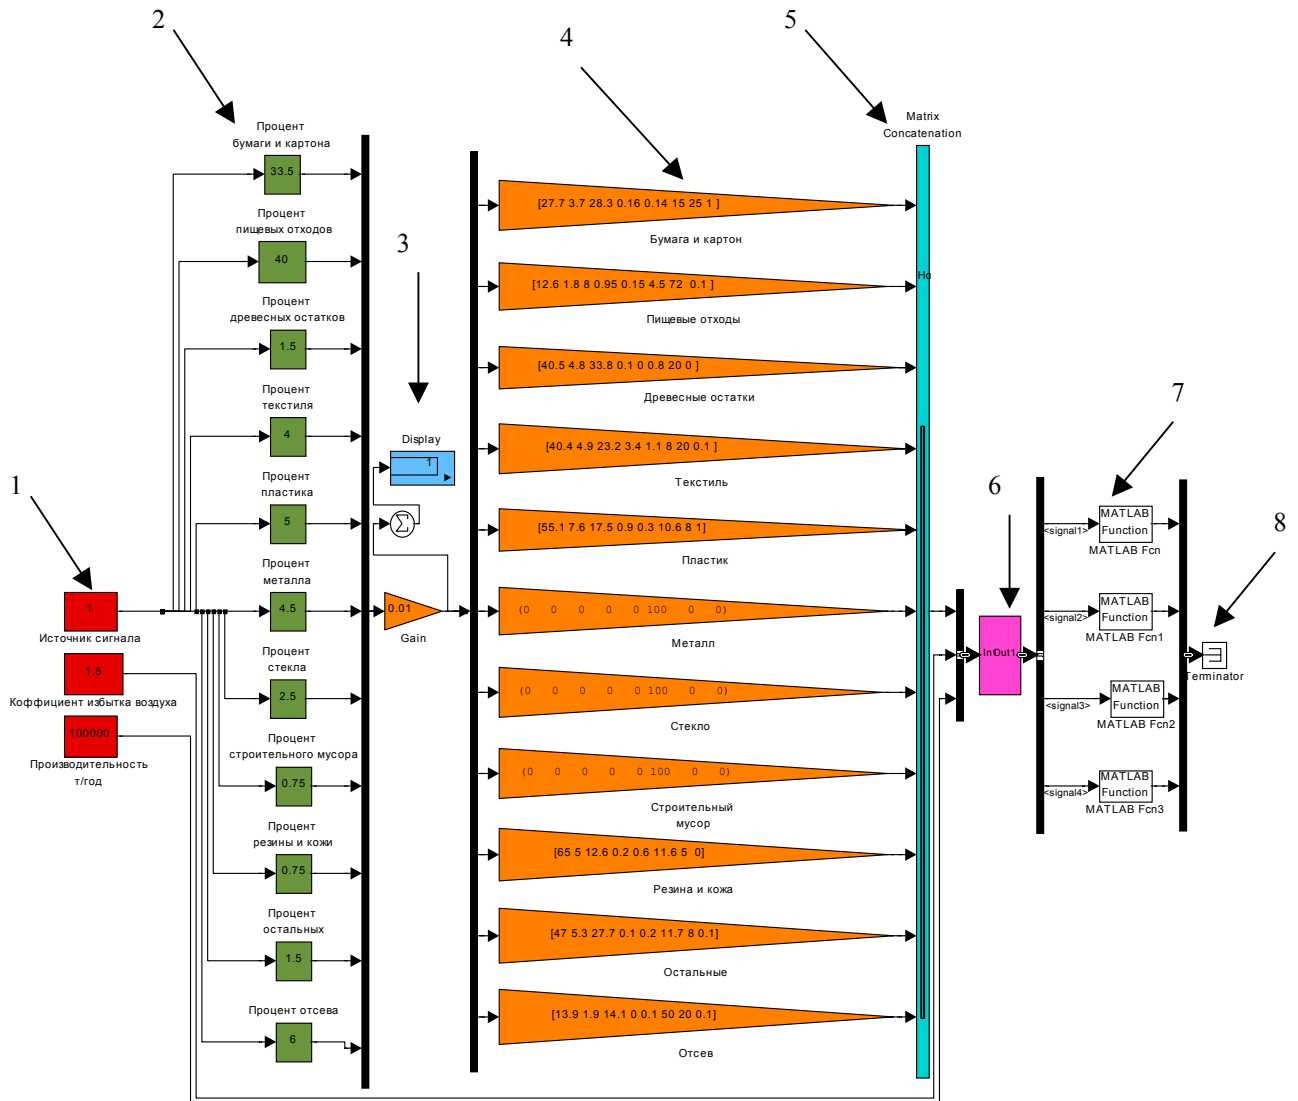 1
2
3
4
5
6
7
8
Источник сигнала
1
1.5
Коффициент избытка воздуха
100000
Производительность
т/год
Процент
бумаги и картона
33.5
Процент
пищевых отходов
40
Процент
древесных остатков
1.5
Процент
текстиля
4
Процент
пластика
5
Процент
металла
4.5
Процент
стекла
2.5
Процент
строительного мусора
0.75
Процент
резины и кожи
0.75
Процент
остальных
1.5
Процент отсева
6
Display
1
Σ
0.01
Gain
[27.7 3.7 28.3 0.16 0.14 15 25 1 ]
Бумага и картон
[12.6 1.8 8 0.95 0.15 4.5 72 0.1 ]
Пищевые отходы
[40.5 4.8 33.8 0.1 0 0.8 20 0 ]
Древесные остатки
[40.4 4.9 23.2 3.4 1.1 8 20 0.1 ]
Текстиль
[55.1 7.6 17.5 0.9 0.3 10.6 8 1]
Пластик
(0 0 0 0 0 100 0 0)
Металл
(0 0 0 0 0 100 0 0)
Стекло
(0 0 0 0 0 100 0 0)
Строительный
мусор
[65 5 12.6 0.2 0.6 11.6 5 0]
Резина и кожа
[47 5.3 27.7 0.1 0.2 11.7 8 0.1]
Остальные
[13.9 1.9 14.1 0 0.1 50 20 0.1]
Отсев
Matrix
Concatenation
In1 Out1
<signal1>
MATLAB
Function
MATLAB Fcn
<signal2>
MATLAB
Function
MATLAB Fcn1
<signal3>
MATLAB
Function
MATLAB Fcn2
<signal4>
MATLAB
Function
MATLAB Fcn3
Terminator